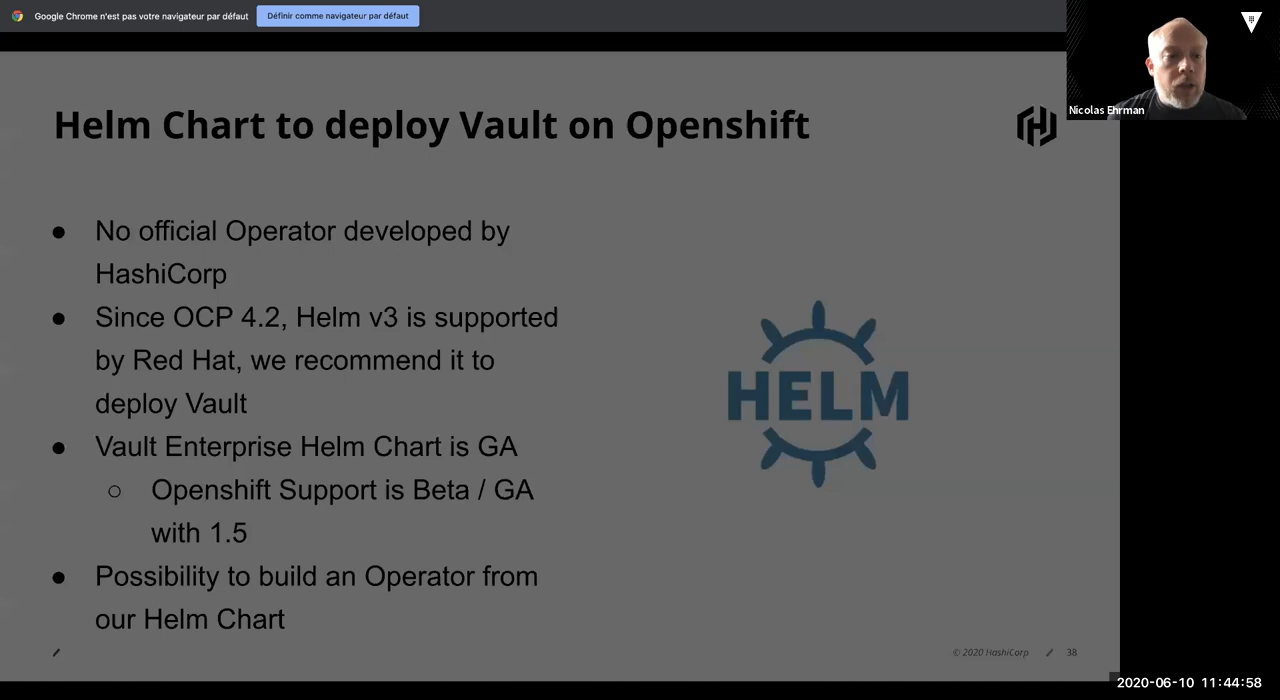 Google Chrome n'est pas votre navigateur par défaut
Définir comme navigateur par défaut
Nicolas Ehrman
Helm Chart to deploy Vault on Openshift
● No official Operator developed by
HashiCorp
● Since OCP 4.2, Helm v3 is supported
by Red Hat, we recommend it to
deploy Vault
● Vault Enterprise Helm Chart is GA
○ Openshift Support is Beta / GA
with 1.5
● Possibility to build an Operator from
our Helm Chart
HELM
© 2020 HashiCorp
38
2020-06-10 11:44:58